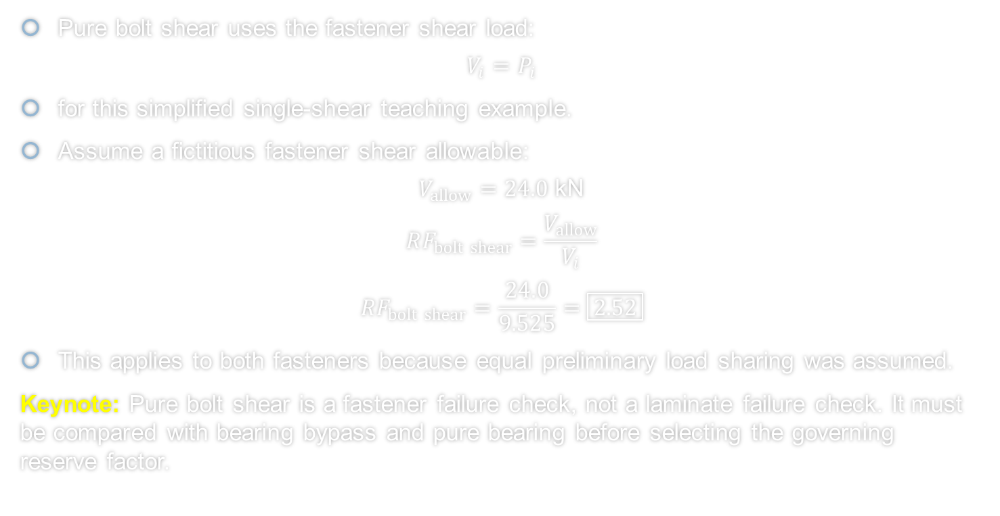 Pure bolt shear uses the fastener shear load:
V_i = P_i
for this simplified single-shear teaching example.
Assume a fictitious fastener shear allowable:
V_allow = 24.0 kN
RF_bolt shear = V_allow / V_i
RF_bolt shear = 24.0 / 9.525 = 2.52
This applies to both fasteners because equal preliminary load sharing was assumed.
Keynote: Pure bolt shear is a fastener failure check, not a laminate failure check. It must
be compared with bearing bypass and pure bearing before selecting the governing
reserve factor.